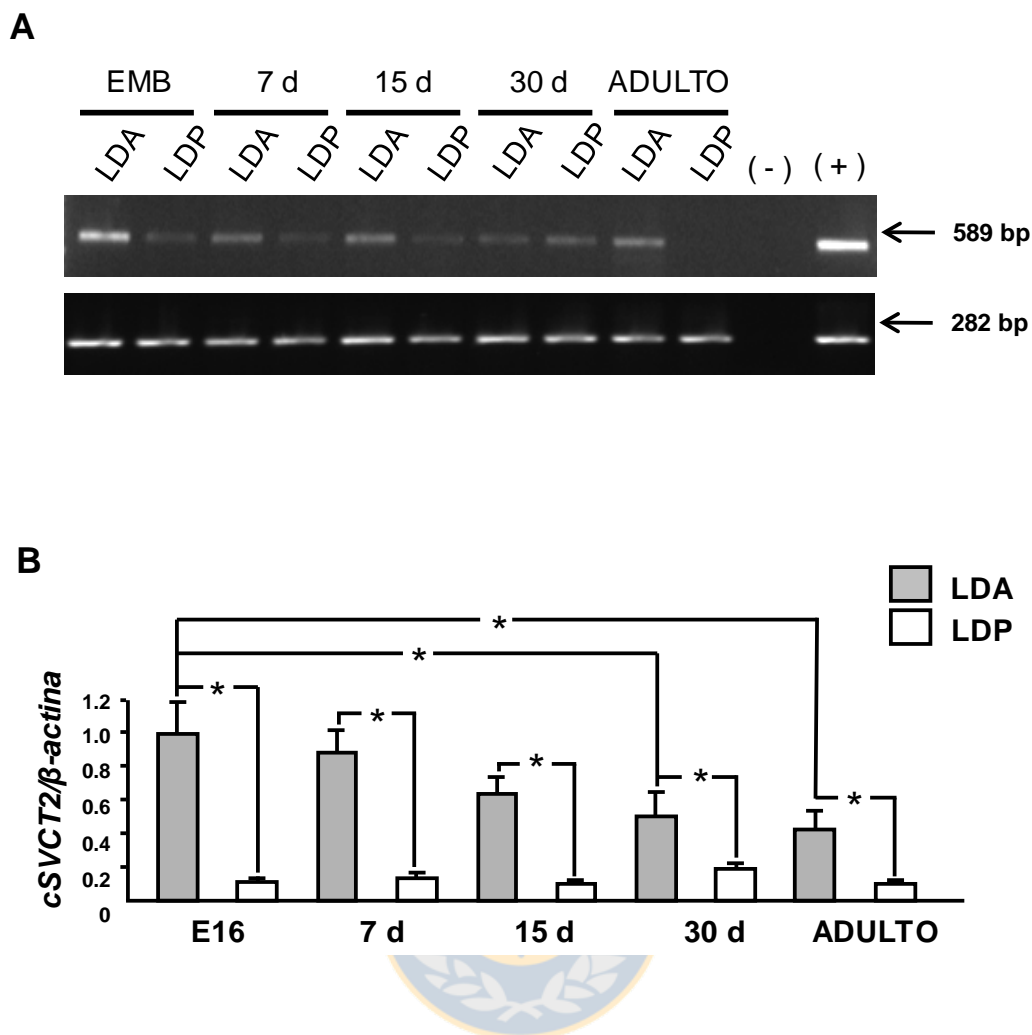 A
EMB 7 d 15 d 30 d ADULTO
LDA LDP LDA LDP LDA LDP LDA LDP LDA LDP (-) (+)
589 bp
282 bp
B
LDA
LDP
*
*
* * * * *
cSVCT2/β-actina
1.2
1.0
0.8
0.6
0.4
0.2
0
E16 7 d 15 d 30 d ADULTO